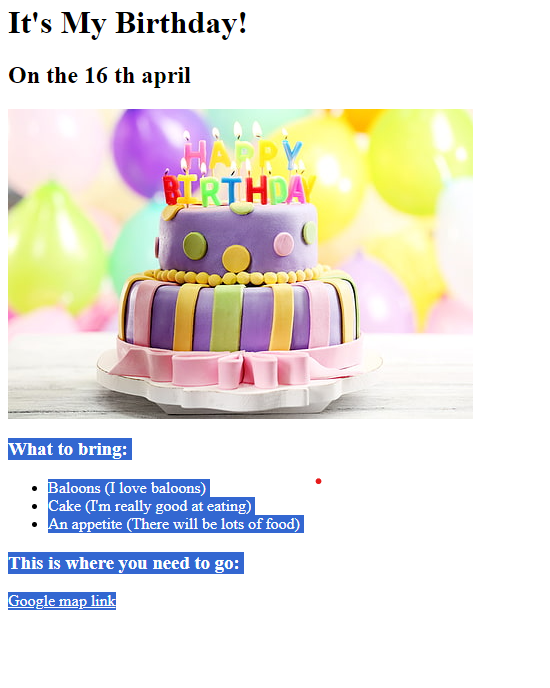 It's My Birthday!
On the 16 th april
HAPPY
BIRTHDAY
What to bring:
Baloons (I love baloons)
Cake (I'm really good at eating)
An appetite (There will be lots of food)
This is where you need to go:
Google map link